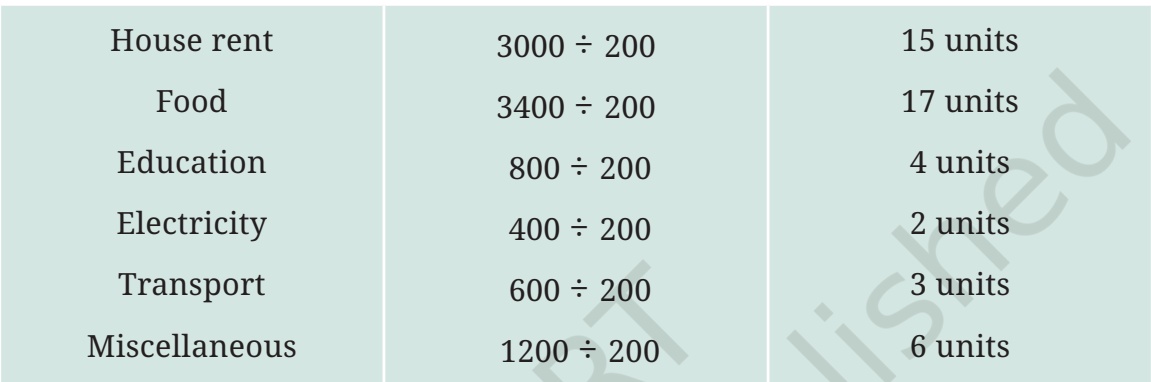 House rent 3000 ÷ 200 15 units
Food 3400 ÷ 200 17 units
Education 800 ÷ 200 4 units
Electricity 400 ÷ 200 2 units
Transport 600 ÷ 200 3 units
Miscellaneous 1200 ÷ 200 6 units